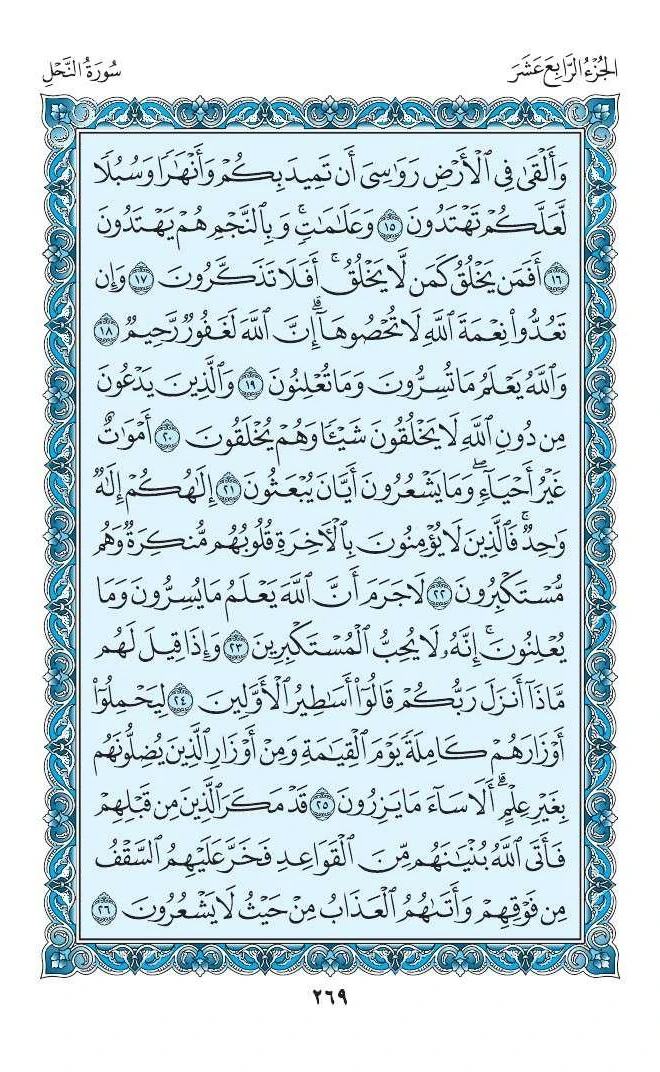 الجُزْءُ الرَّابِعَ عَشَرَ
سُورَةُ النَّحْلِ
وَأَلْقَىٰ فِي ٱلْأَرْضِ رَوَٰسِيَ أَن تَمِيدَ بِكُمْ وَأَنْهَٰرًا وَسُبُلًا
لَّعَلَّكُمْ تَهْتَدُونَ ١٥ وَعَلَٰمَٰتٍۚ وَبِٱلنَّجْمِ هُمْ يَهْتَدُونَ
١٦ أَفَمَن يَخْلُقُ كَمَن لَّا يَخْلُقُۚ أَفَلَا تَذَكَّرُونَ ١٧ وَإِن
تَعُدُّوا۟ نِعْمَةَ ٱللَّهِ لَا تُحْصُوهَآۗ إِنَّ ٱللَّهَ لَغَفُورٌ رَّحِيمٌ ١٨
وَٱللَّهُ يَعْلَمُ مَا تُسِرُّونَ وَمَا تُعْلِنُونَ ١٩ وَٱلَّذِينَ يَدْعُونَ
مِن دُونِ ٱللَّهِ لَا يَخْلُقُونَ شَيْـًٔا وَهُمْ يُخْلَقُونَ ٢٠ أَمْوَٰتٌ
غَيْرُ أَحْيَآءٍۖ وَمَا يَشْعُرُونَ أَيَّانَ يُبْعَثُونَ ٢١ إِلَٰهُكُمْ إِلَٰهٌ
وَٰحِدٌۚ فَٱلَّذِينَ لَا يُؤْمِنُونَ بِٱلْأَخِرَةِ قُلُوبُهُم مُّنكِرَةٌ وَهُم
مُّسْتَكْبِرُونَ ٢٢ لَا جَرَمَ أَنَّ ٱللَّهَ يَعْلَمُ مَا يُسِرُّونَ وَمَا
يُعْلِنُونَۚ إِنَّهُۥ لَا يُحِبُّ ٱلْمُسْتَكْبِرِينَ ٢٣ وَإِذَا قِيلَ لَهُم
مَّاذَآ أَنزَلَ رَبُّكُمْ قَالُوٓا۟ أَسَٰطِيرُ ٱلْأَوَّلِينَ ٢٤ لِيَحْمِلُوٓا۟
أَوْزَارَهُمْ كَامِلَةً يَوْمَ ٱلْقِيَٰمَةِ وَمِنْ أَوْزَارِ ٱلَّذِينَ يُضِلُّونَهُم
بِغَيْرِ عِلْمٍۗ أَلَا سَآءَ مَا يَزِرُونَ ٢٥ قَدْ مَكَرَ ٱلَّذِينَ مِن قَبْلِهِمْ
فَأَتَى ٱللَّهُ بُنْيَٰنَهُم مِّنَ ٱلْقَوَاعِدِ فَخَرَّ عَلَيْهِمُ ٱلسَّقْفُ
مِن فَوْقِهِمْ وَأَتَىٰهُمُ ٱلْعَذَابُ مِنْ حَيْثُ لَا يَشْعُرُونَ ٢٦
٢٦٩